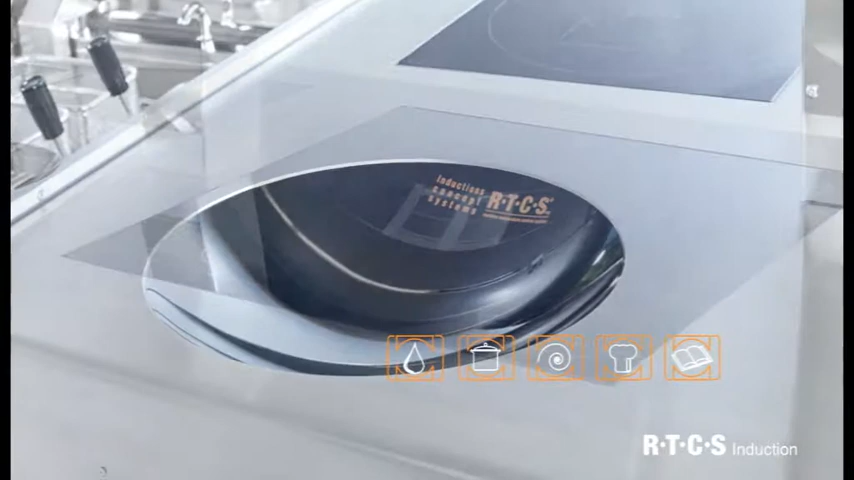 Inductions
concept
systems
R·T·C·S®
R·T·C·S Induction